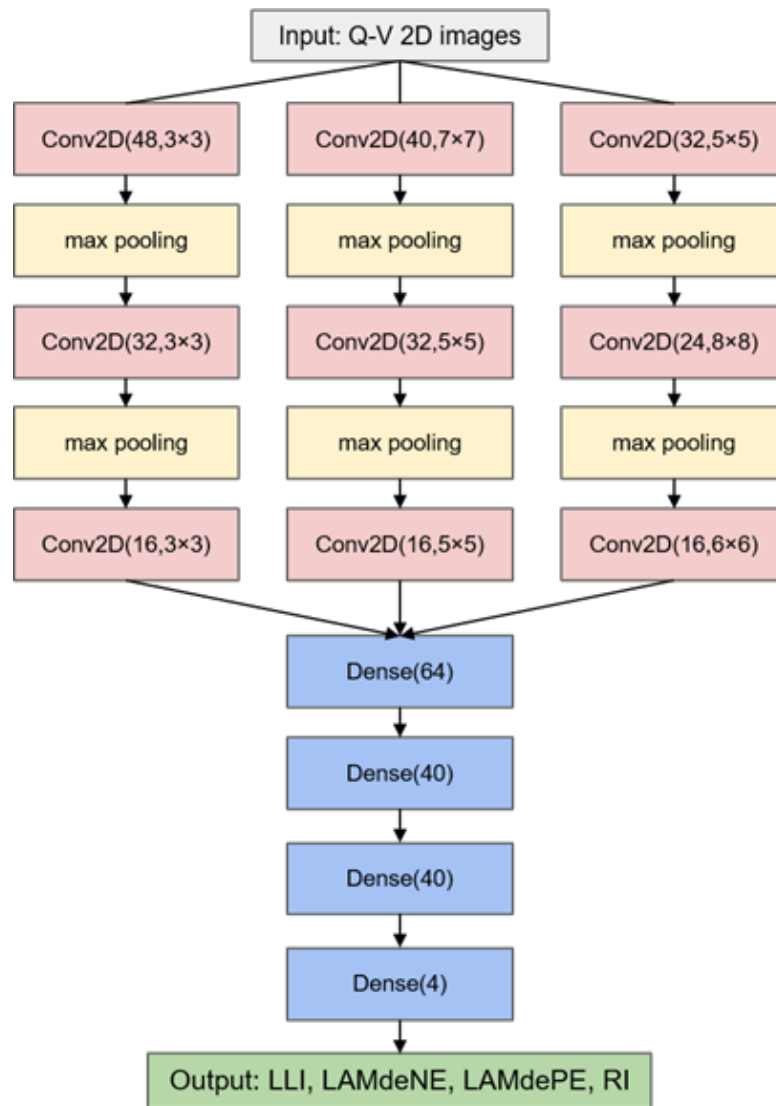 Input: Q-V 2D images
Conv2D(48,3×3)
Conv2D(40,7×7)
Conv2D(32,5×5)
max pooling
max pooling
max pooling
Conv2D(32,3×3)
Conv2D(32,5×5)
Conv2D(24,8×8)
max pooling
max pooling
max pooling
Conv2D(16,3×3)
Conv2D(16,5×5)
Conv2D(16,6×6)
Dense(64)
Dense(40)
Dense(40)
Dense(4)
Output: LLI, LAMdeNE, LAMdePE, RI